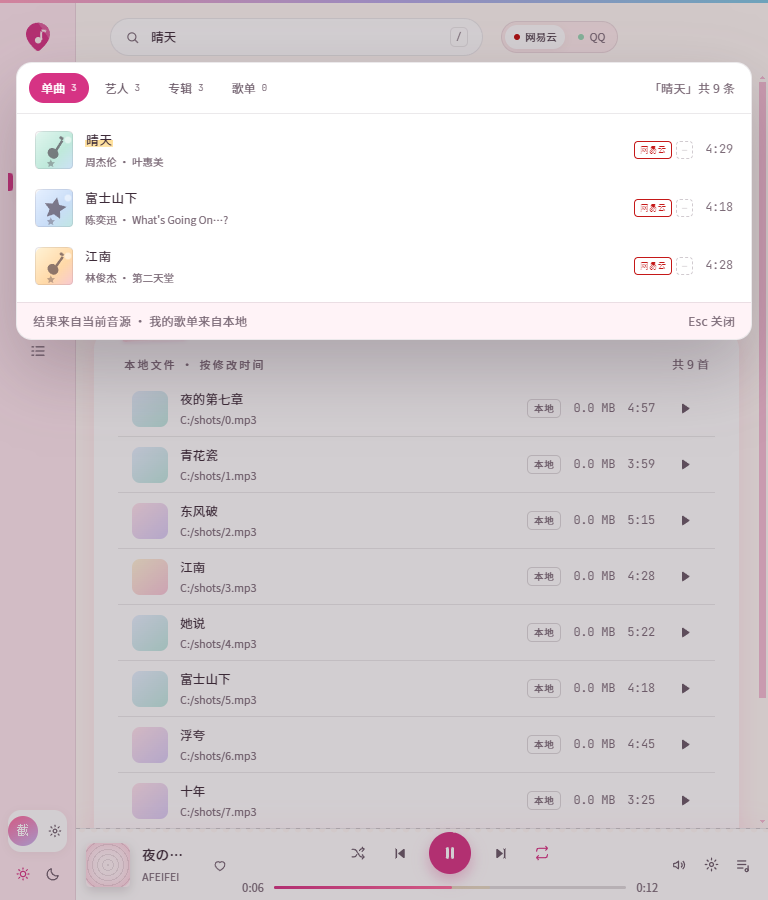 晴天 /
网易云 QQ
单曲 3 艺人 3 专辑 3 歌单 0 「晴天」共 9 条
晴天
周杰伦 • 叶惠美
网易云 — 4:29
富士山下
陈奕迅 • What's Going On…?
网易云 — 4:18
江南
林俊杰 • 第二天堂
网易云 — 4:28
结果来自当前音源 • 我的歌单来自本地 Esc 关闭
本地文件 • 按修改时间 共 9 首
夜的第七章
C:/shots/0.mp3
本地 0.0 MB 4:57
青花瓷
C:/shots/1.mp3
本地 0.0 MB 3:59
东风破
C:/shots/2.mp3
本地 0.0 MB 5:15
江南
C:/shots/3.mp3
本地 0.0 MB 4:28
她说
C:/shots/4.mp3
本地 0.0 MB 5:22
富士山下
C:/shots/5.mp3
本地 0.0 MB 4:18
浮夸
C:/shots/6.mp3
本地 0.0 MB 4:45
十年
C:/shots/7.mp3
本地 0.0 MB 3:25
截
夜の…
AFEIFEI
0:06 0:12